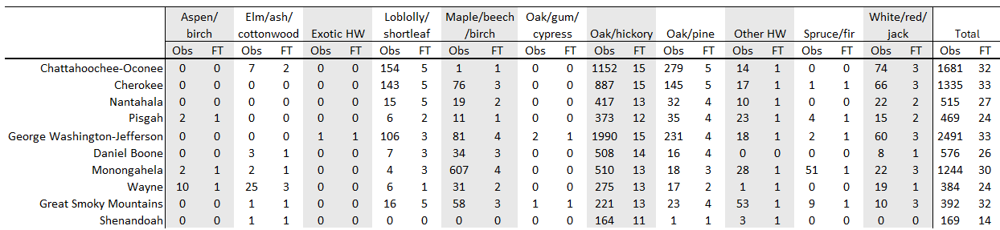 Aspen/ Elm/ash/ Loblolly/ Maple/beech Oak/gum/ White/red/
birch cottonwood Exotic HW shortleaf /birch cypress Oak/hickory Oak/pine Other HW Spruce/fir jack Total
Obs FT Obs FT Obs FT Obs FT Obs FT Obs FT Obs FT Obs FT Obs FT Obs FT Obs FT Obs FT
Chattahoochee-Oconee 0 0 7 2 0 0 154 5 1 1 0 0 1152 15 279 5 14 1 0 0 74 3 1681 32
Cherokee 0 0 0 0 0 0 143 5 76 3 0 0 887 15 145 5 17 1 1 1 66 3 1335 33
Nantahala 0 0 0 0 0 0 15 5 19 2 0 0 417 13 32 4 10 1 0 0 22 2 515 27
Pisgah 2 1 0 0 0 0 6 2 11 1 0 0 373 12 35 4 23 1 4 1 15 2 469 24
George Washington-Jefferson 0 0 0 0 1 1 106 3 81 4 2 1 1990 15 231 4 18 1 2 1 60 3 2491 33
Daniel Boone 0 0 3 1 0 0 7 3 34 3 0 0 508 14 16 4 0 0 0 0 8 1 576 26
Monongahela 2 1 2 1 0 0 4 3 607 4 0 0 510 13 18 3 28 1 51 1 22 3 1244 30
Wayne 10 1 25 3 0 0 6 1 31 2 0 0 275 13 17 2 1 1 0 0 19 1 384 24
Great Smoky Mountains 0 0 1 1 0 0 16 5 58 3 1 1 221 13 23 4 53 1 9 1 10 3 392 32
Shenandoah 0 0 1 1 0 0 0 0 0 0 0 0 164 11 1 1 3 1 0 0 0 0 169 14